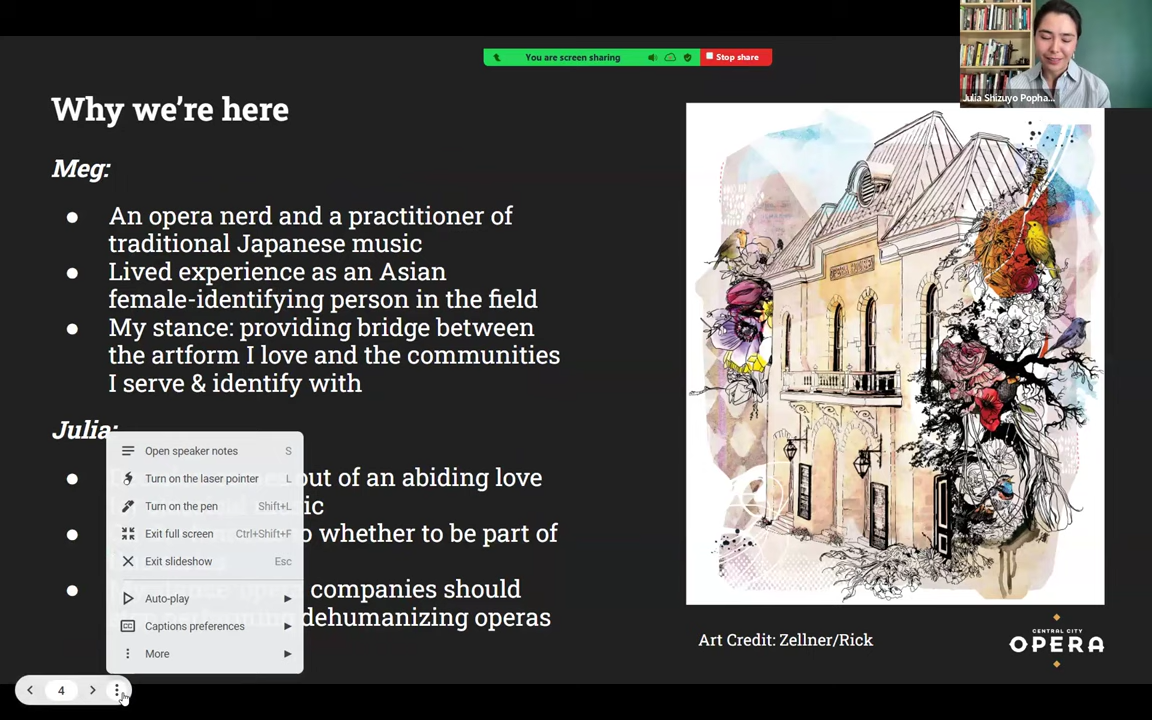 You are screen sharing
Stop share
Julia Shizuyo Popha...
Why we're here
Meg:
● An opera nerd and a practitioner of
traditional Japanese music
● Lived experience as an Asian
female-identifying person in the field
● My stance: providing bridge between
the artform I love and the communities
I serve & identify with
Julia:
● out of an abiding love
● whether to be part of
● companies should
dehumanizing operas
Open speaker notes S
Turn on the laser pointer L
Turn on the pen Shift+L
Exit full screen Ctrl+Shift+F
Exit slideshow Esc
Auto-play
CC Captions preferences
More
4
Art Credit: Zellner/Rick
CENTRAL CITY
OPERA